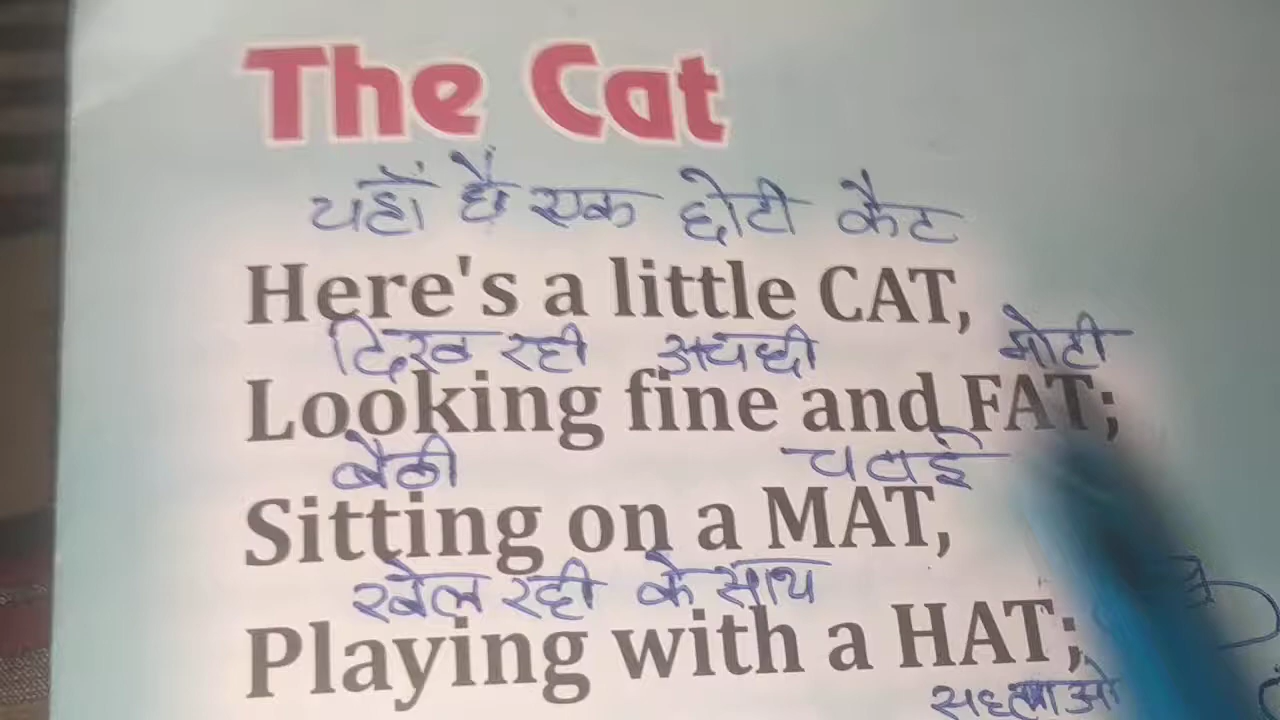 The Cat
यहाँ है एक छोटी कैट
Here's a little CAT,
दिख रही अच्छी मोटी
Looking fine and FAT;
बैठी चटाई
Sitting on a MAT,
खेल रही के साथ
Playing with a HAT;